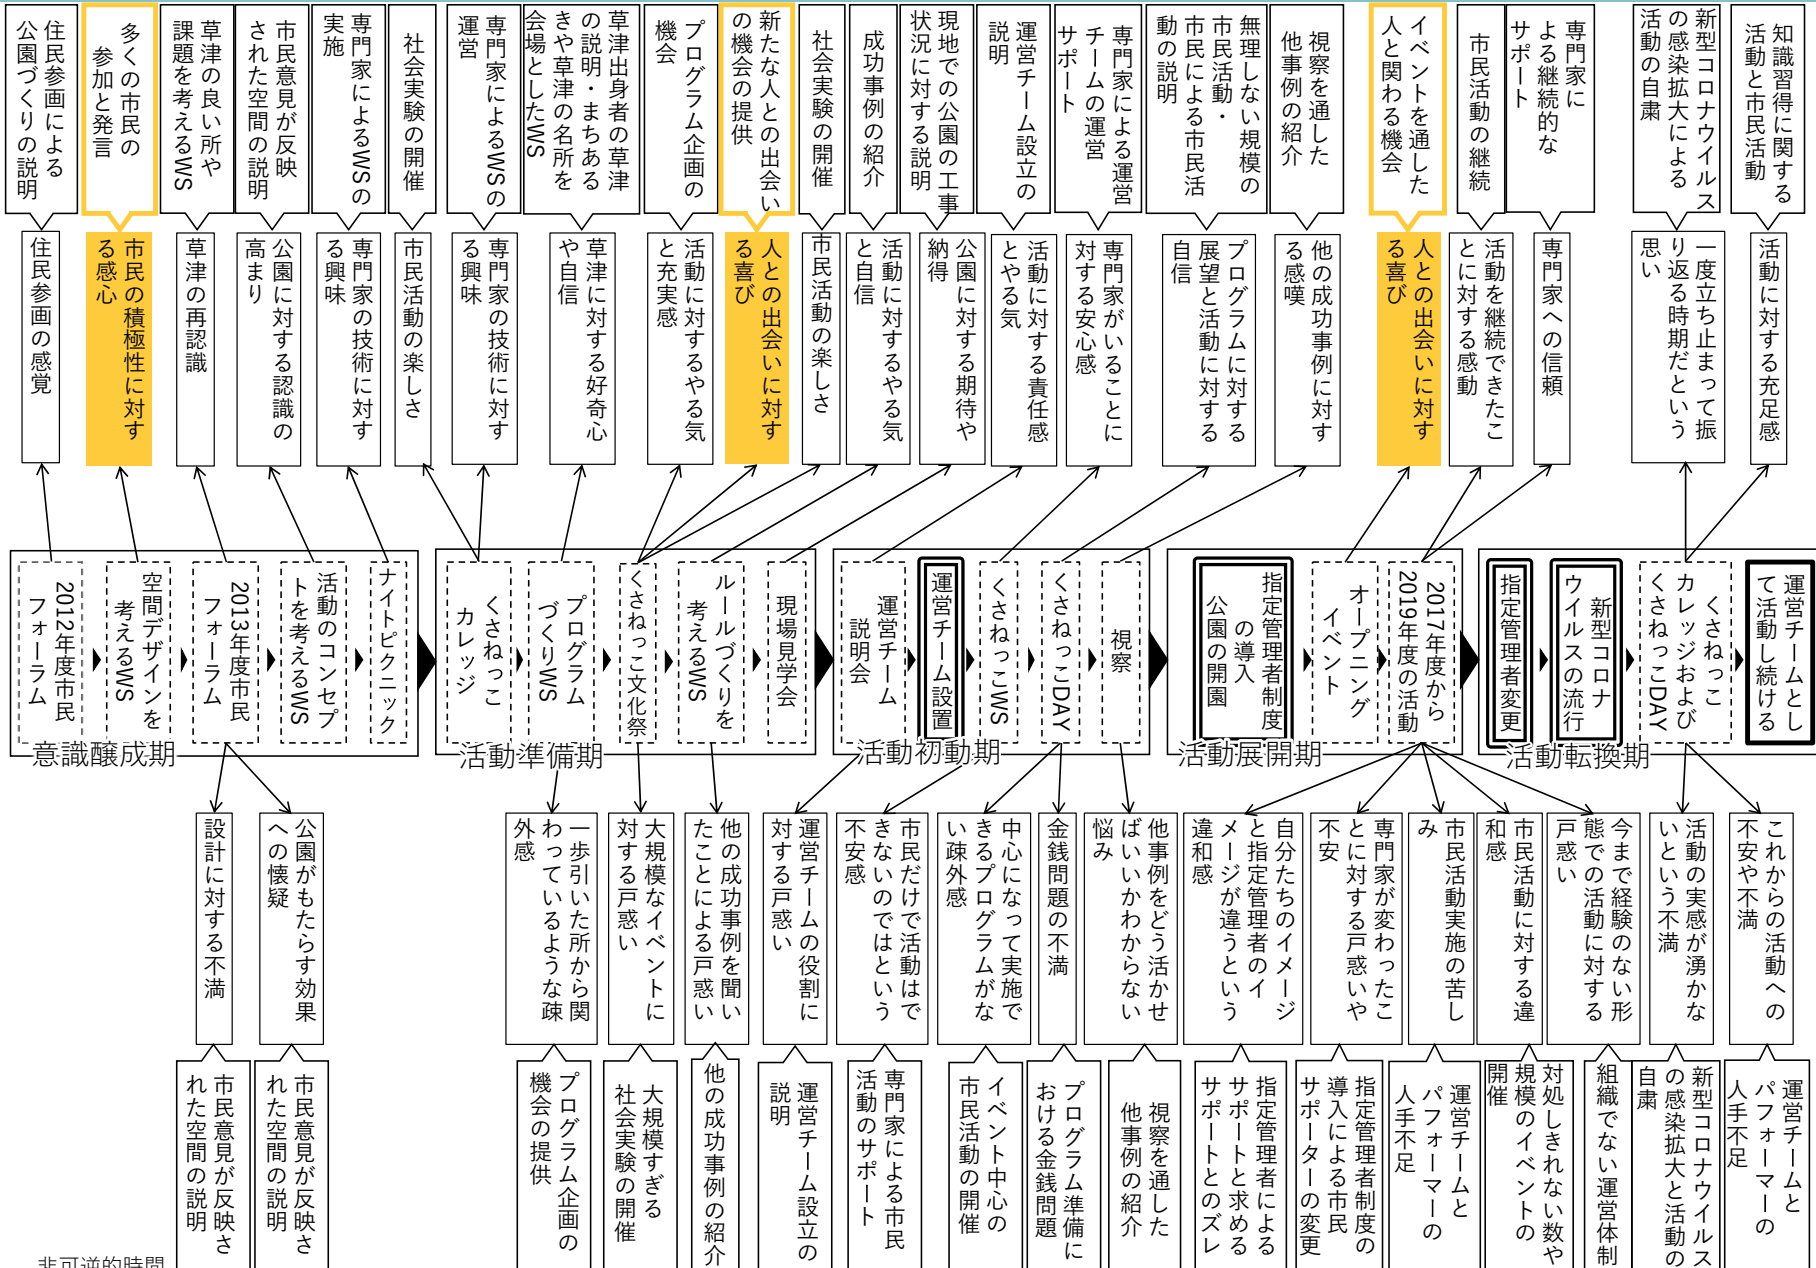 住民参画による
公園づくりの説明
多くの市民の
参加と発言
草津の良い所や
課題を考えるWS
市民意見が反映
された空間の説明
専門家によるWSの
実施
社会実験の開催
専門家によるWSの
運営
草津出身者の草津
の説明・まちある
きや草津の名所を
会場としたWS
プログラム企画の
機会
新たな人との出会い
の機会の提供
社会実験の開催
成功事例の紹介
現地での公園の工事
状況に対する説明
運営チーム設立の
説明
専門家による運営
チームの運営
サポート
無理しない規模の
市民活動・
市民による市民活
動の説明
視察を通した
他事例の紹介
イベントを通した
人と関わる機会
市民活動の継続
専門家に
よる継続的な
サポート
新型コロナウイルス
の感染拡大による
活動の自粛
知識習得に関する
活動と市民活動
住民参画の感覚
市民の積極性に対す
る感心
草津の再認識
公園に対する認識の
高まり
専門家の技術に対す
る興味
市民活動の楽しさ
専門家の技術に対す
る興味
草津に対する好奇心
や自信
活動に対するやる気
と充実感
人との出会いに対す
る喜び
市民活動の楽しさ
活動に対するやる気
と自信
公園に対する期待や
納得
活動に対する責任感
とやる気
専門家がいることに
対する安心感
プログラムに対する
展望と活動に対する
自信
他の成功事例に対す
る感嘆
人との出会いに対す
る喜び
活動を継続できたこ
とに対する感動
専門家への信頼
一度立ち止まって振
り返る時期だという
思い
活動に対する充足感
2012年度市民
フォーラム
空間デザインを
考えるWS
2013年度市民
フォーラム
活動のコンセプ
トを考えるWS
ナイトピクニック
意識醸成期
くさねっこ
カレッジ
プログラム
づくりWS
くさねっこ文化祭
ルールづくりを
考えるWS
現場見学会
活動準備期
運営チーム
説明会
運営チーム設置
くさねっこWS
くさねっこDAY
視察
活動初動期
指定管理者制度
の導入
公園の開園
オープニング
イベント
2017年度から
2019年度の活動
活動展開期
指定管理者変更
新型コロナ
ウイルスの流行
くさねっこ
カレッジおよび
くさねっこDAY
運営チームとし
て活動し続ける
活動転換期
設計に対する不満
公園がもたらす効果
への懐疑
一歩引いた所から関
わっているような疎
外感
大規模なイベントに
対する戸惑い
他の成功事例を聞い
たことによる戸惑い
運営チームの役割に
対する戸惑い
市民だけで活動はで
きないのではという
不安感
中心になって実施で
きるプログラムがな
い疎外感
金銭問題の不満
他事例をどう活かせ
ばいいかわからない
悩み
自分たちのイメージ
と指定管理者のイ
メージが違うという
違和感
専門家が変わったこ
とに対する戸惑いや
不安
市民活動実施の苦し
み
市民活動に対する違
和感
今まで経験のない形
態での活動に対する
戸惑い
活動の実感が湧かな
いという不満
これからの活動への
不安や不満
市民意見が反映さ
れた空間の説明
市民意見が反映さ
れた空間の説明
プログラム企画の
機会の提供
大規模すぎる
社会実験の開催
他の成功事例の紹介
運営チーム設立の
説明
専門家による市民
活動のサポート
イベント中心の
市民活動の開催
プログラム準備に
おける金銭問題
視察を通した
他事例の紹介
指定管理者による
サポートと求める
サポートとのズレ
指定管理者制度の
導入による市民
サポーターの変更
運営チームと
パフォーマーの
人手不足
対処しきれない数や
規模のイベントの
開催
組織でない運営体制
新型コロナウイルス
の感染拡大と活動の
自粛
運営チームと
パフォーマーの
人手不足
非可逆的時間